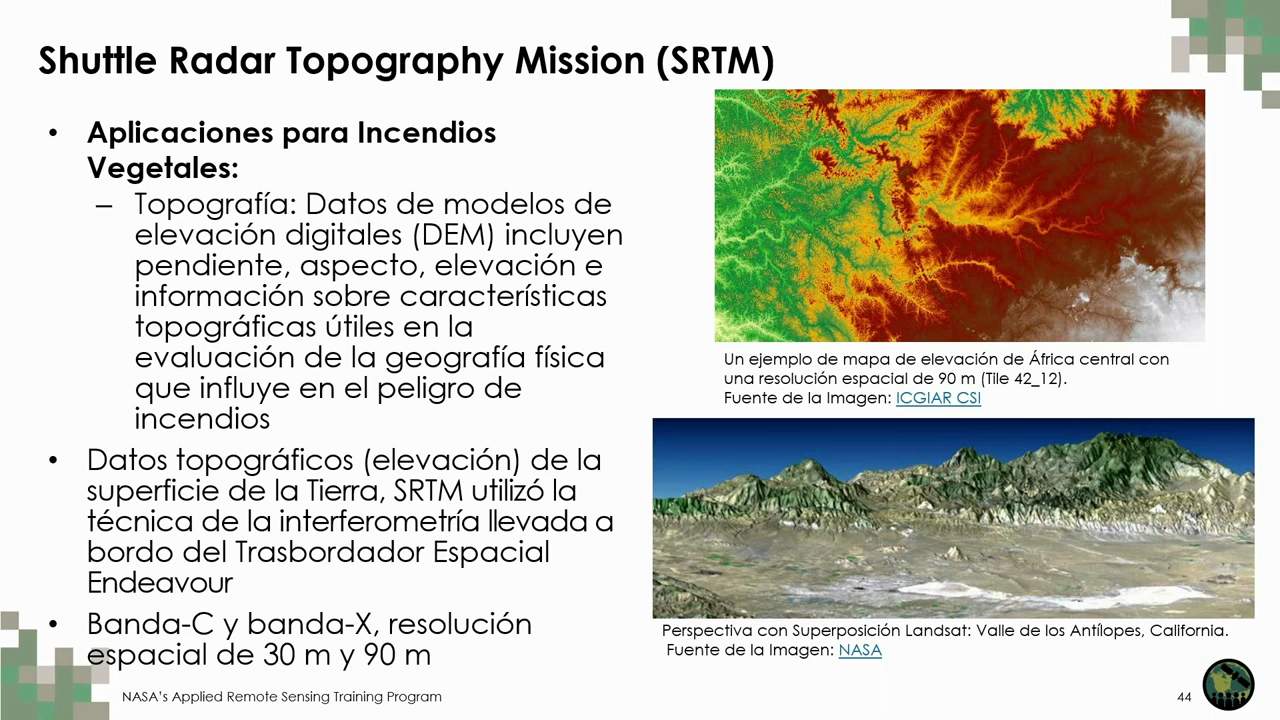 Shuttle Radar Topography Mission (SRTM)
• Aplicaciones para Incendios
Vegetales:
– Topografía: Datos de modelos de
elevación digitales (DEM) incluyen
pendiente, aspecto, elevación e
información sobre características
topográficas útiles en la
evaluación de la geografía física
que influye en el peligro de
incendios
• Datos topográficos (elevación) de la
superficie de la Tierra, SRTM utilizó la
técnica de la interferometría llevada a
bordo del Trasbordador Espacial
Endeavour
• Banda-C y banda-X, resolución
espacial de 30 m y 90 m
Un ejemplo de mapa de elevación de África central con
una resolución espacial de 90 m (Tile 42_12).
Fuente de la Imagen: ICGIAR CSI
Perspectiva con Superposición Landsat: Valle de los Antílopes, California.
Fuente de la Imagen: NASA
NASA's Applied Remote Sensing Training Program
44